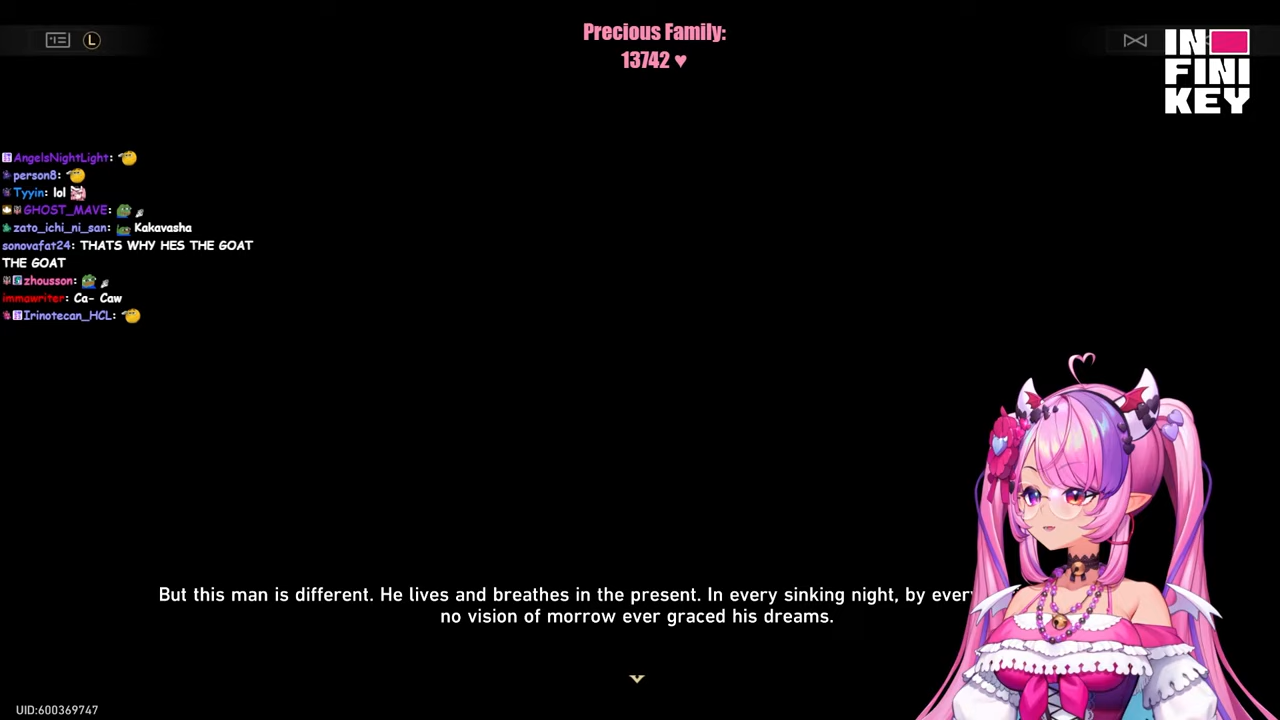 Precious Family:
13742 ♥
L
IN
FINI
KEY
AngelsNightLight:
person8:
Tyyin: lol
GHOST_MAVE:
zato_ichi_ni_san: Kakavasha
sonovafat24: THATS WHY HES THE GOAT
THE GOAT
zhousson:
immawriter: Ca- Caw
Irinotecan_HCL:
But this man is different. He lives and breathes in the present. In every sinking night, by
no vision of morrow ever graced his dreams.
UID:600369747